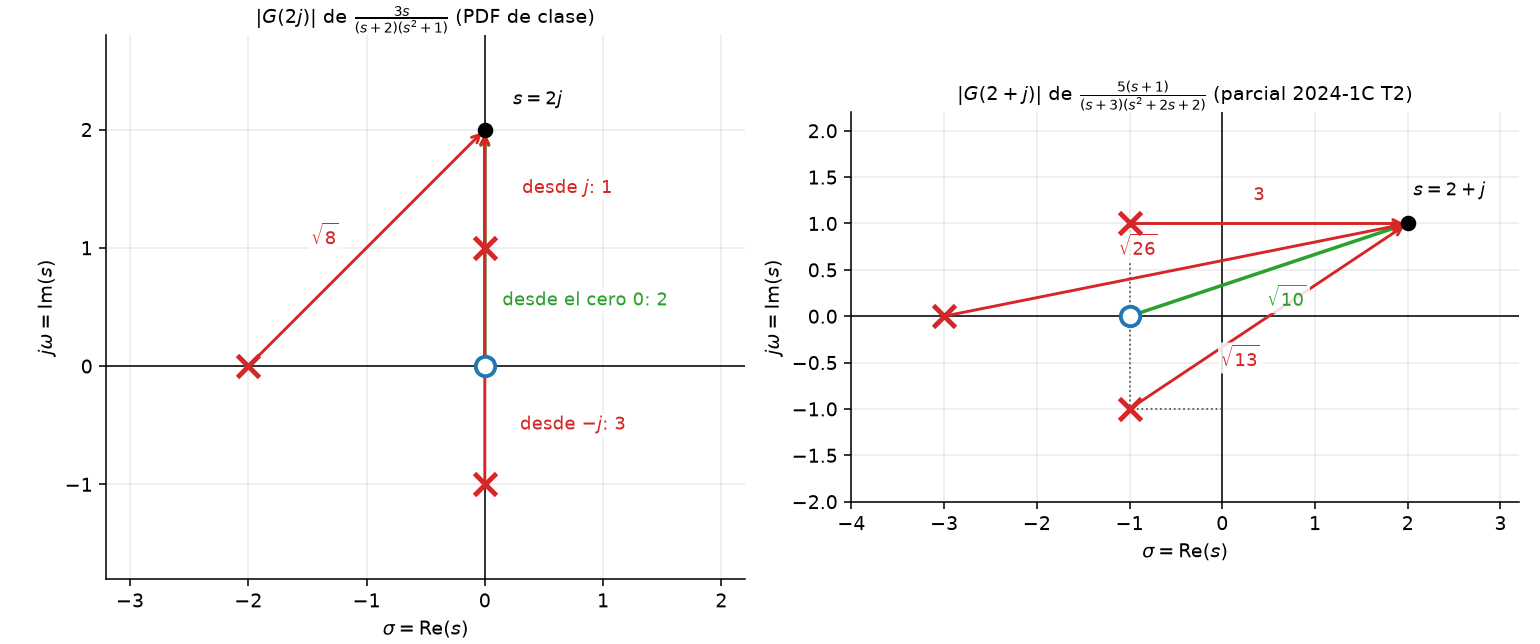 |G(2j)| de 3s/((s+2)(s²+1)) (PDF de clase)
s = 2j
desde j: 1
√8
desde el cero 0: 2
desde −j: 3
2
1
0
−1
−3
−2
−1
0
1
2
jω = Im(s)
σ = Re(s)
|G(2 + j)| de 5(s+1)/((s+3)(s²+2s+2)) (parcial 2024-1C T2)
s = 2 + j
3
√26
√10
√13
2.0
1.5
1.0
0.5
0.0
−0.5
−1.0
−1.5
−2.0
−4
−3
−2
−1
0
1
2
3
jω = Im(s)
σ = Re(s)